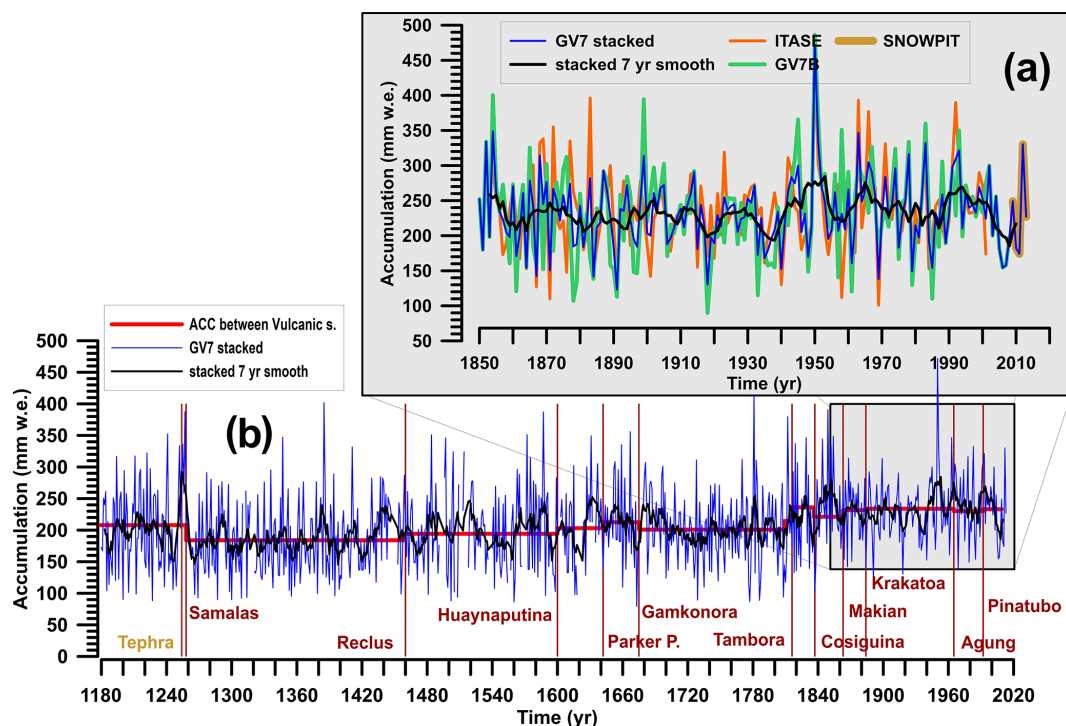 500
450
400
350
300
250
200
150
100
50
Accumulation (mm w.e.)
GV7 stacked
ITASE
SNOWPIT
stacked 7 yr smooth
GV7B
(a)
1850 1870 1890 1910 1930 1950 1970 1990 2010
Time (yr)
ACC between Vulcanic s.
GV7 stacked
stacked 7 yr smooth
500
450
400
350
300
250
200
150
100
50
0
Accumulation (mm w.e.)
(b)
Krakatoa
Samalas
Huaynaputina
Gamkonora
Makian
Pinatubo
Tephra
Reclus
Parker P.
Tambora
Cosiguina
Agung
1180 1240 1300 1360 1420 1480 1540 1600 1660 1720 1780 1840 1900 1960 2020
Time (yr)